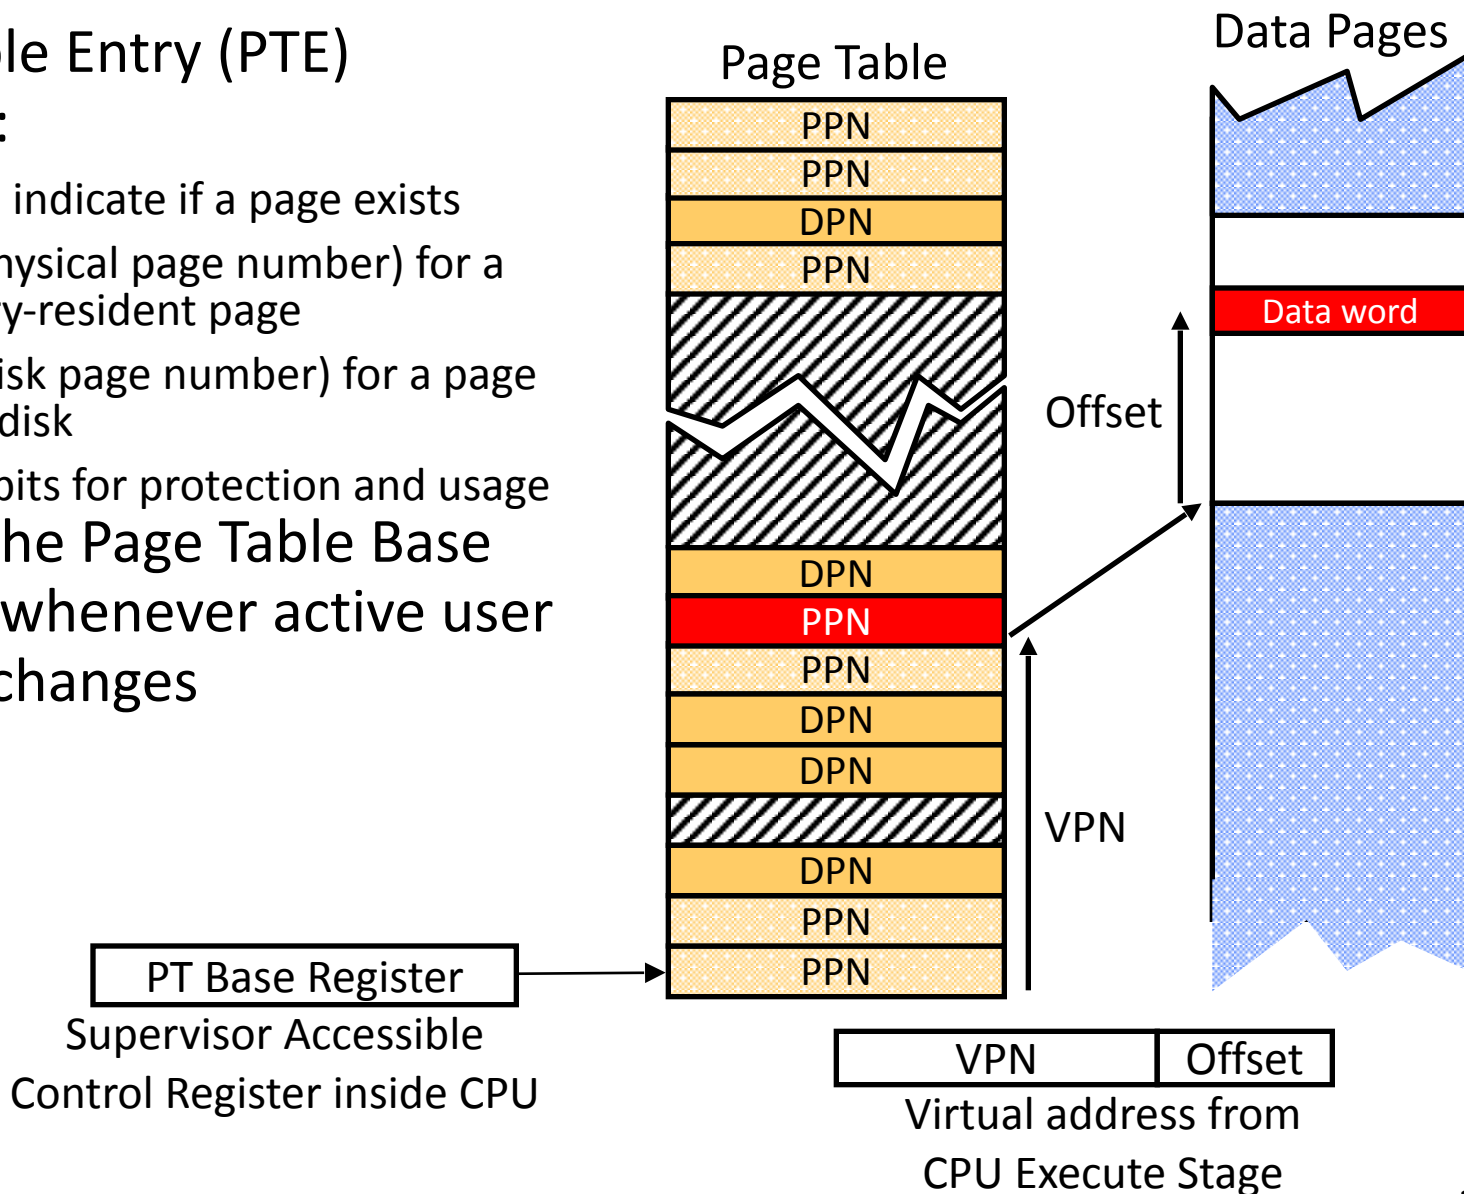 le Entry (PTE)
:
indicate if a page exists
hysical page number) for a
y-resident page
isk page number) for a page
disk
bits for protection and usage
he Page Table Base
whenever active user
changes
Page Table
PPN
PPN
DPN
PPN
DPN
PPN
PPN
DPN
DPN
DPN
PPN
PPN
VPN
Data Pages
Data word
Offset
PT Base Register
Supervisor Accessible
Control Register inside CPU
VPN Offset
Virtual address from
CPU Execute Stage